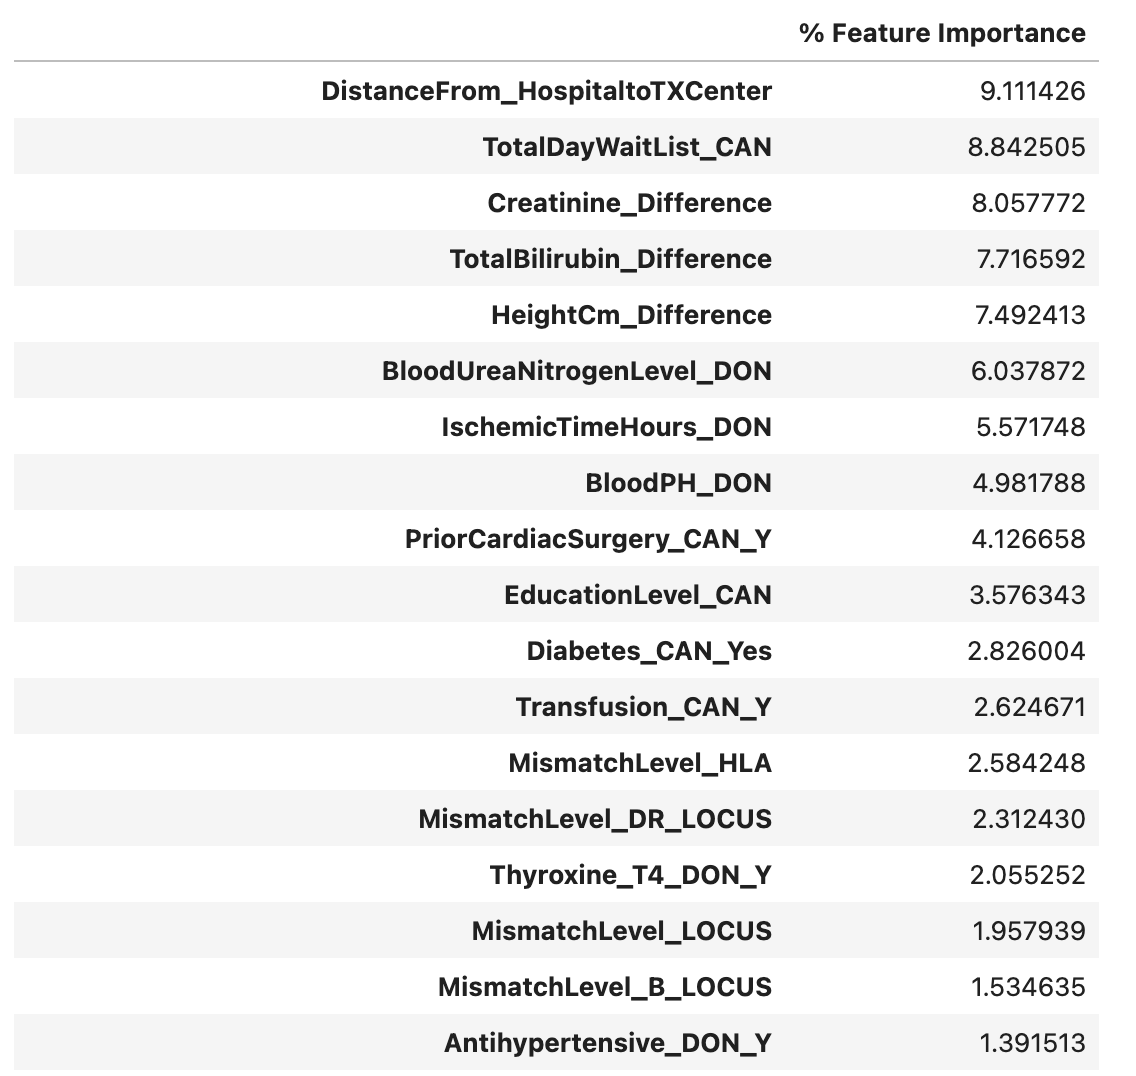 % Feature Importance
DistanceFrom_HospitaltoTXCenter 9.111426
TotalDayWaitList_CAN 8.842505
Creatinine_Difference 8.057772
TotalBilirubin_Difference 7.716592
HeightCm_Difference 7.492413
BloodUreaNitrogenLevel_DON 6.037872
IschemicTimeHours_DON 5.571748
BloodPH_DON 4.981788
PriorCardiacSurgery_CAN_Y 4.126658
EducationLevel_CAN 3.576343
Diabetes_CAN_Yes 2.826004
Transfusion_CAN_Y 2.624671
MismatchLevel_HLA 2.584248
MismatchLevel_DR_LOCUS 2.312430
Thyroxine_T4_DON_Y 2.055252
MismatchLevel_LOCUS 1.957939
MismatchLevel_B_LOCUS 1.534635
Antihypertensive_DON_Y 1.391513